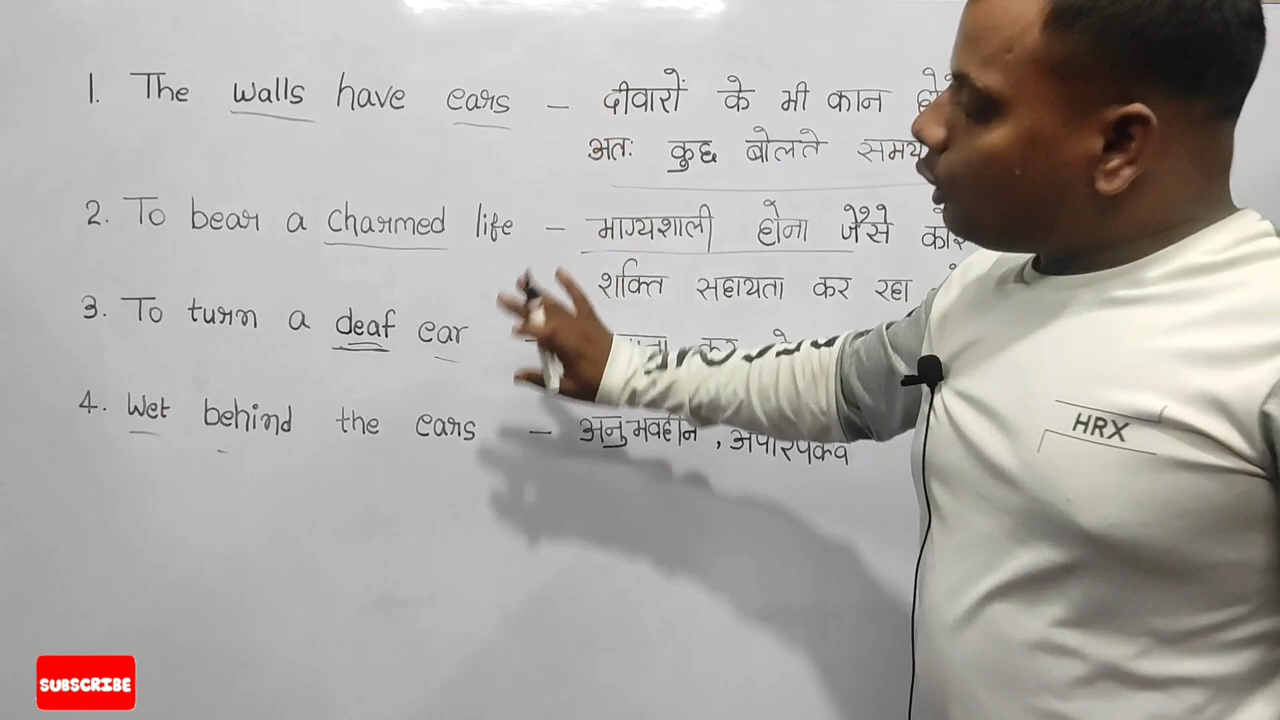 1. The walls have ears – दीवारों के भी कान
अतः कुछ बोलते समय
2. To bear a charmed life – भाग्यशाली होना जैसे
शक्ति सहायता कर रहा
3. To turn a deaf ear
4. Wet behind the ears – अनुभवहीन , अपरिपक्व
HRX
SUBSCRIBE